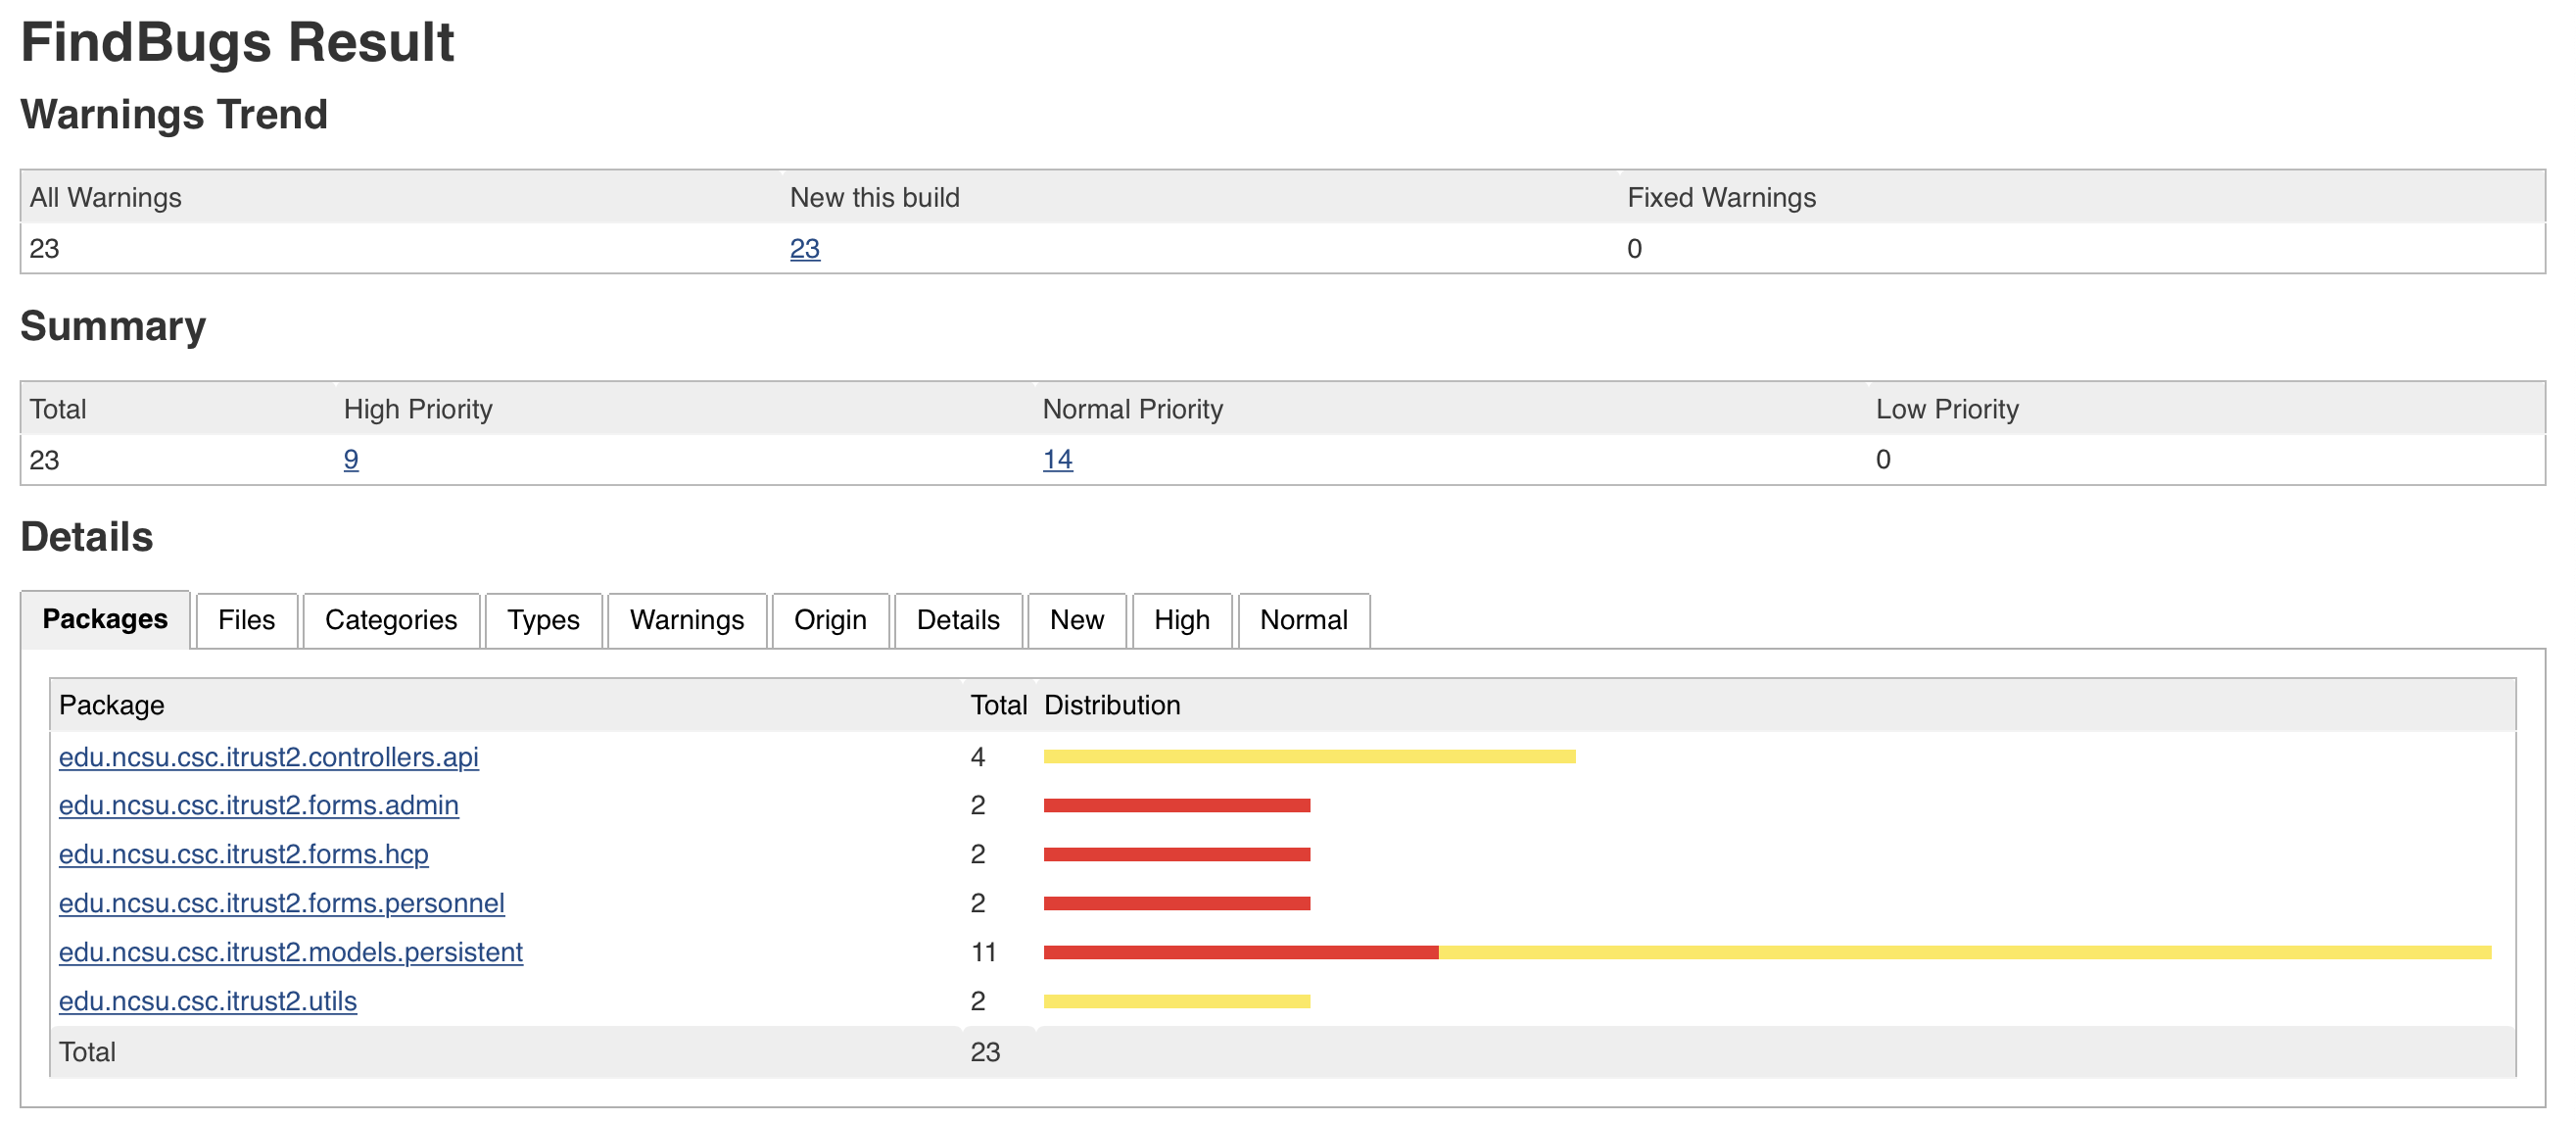 FindBugs Result
Warnings Trend
All Warnings New this build Fixed Warnings
23 23 0
Summary
Total High Priority Normal Priority Low Priority
23 9 14 0
Details
Packages Files Categories Types Warnings Origin Details New High Normal
Package Total Distribution
edu.ncsu.csc.itrust2.controllers.api 4
edu.ncsu.csc.itrust2.forms.admin 2
edu.ncsu.csc.itrust2.forms.hcp 2
edu.ncsu.csc.itrust2.forms.personnel 2
edu.ncsu.csc.itrust2.models.persistent 11
edu.ncsu.csc.itrust2.utils 2
Total 23